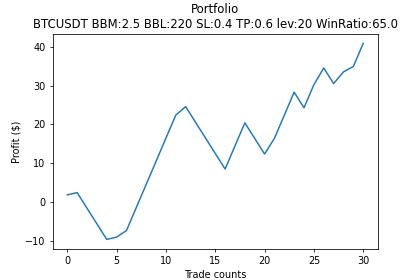 Portfolio
BTCUSDT BBM:2.5 BBL:220 SL:0.4 TP:0.6 lev:20 WinRatio:65.0
40
30
20
10
0
−10
Profit ($)
0 5 10 15 20 25 30
Trade counts